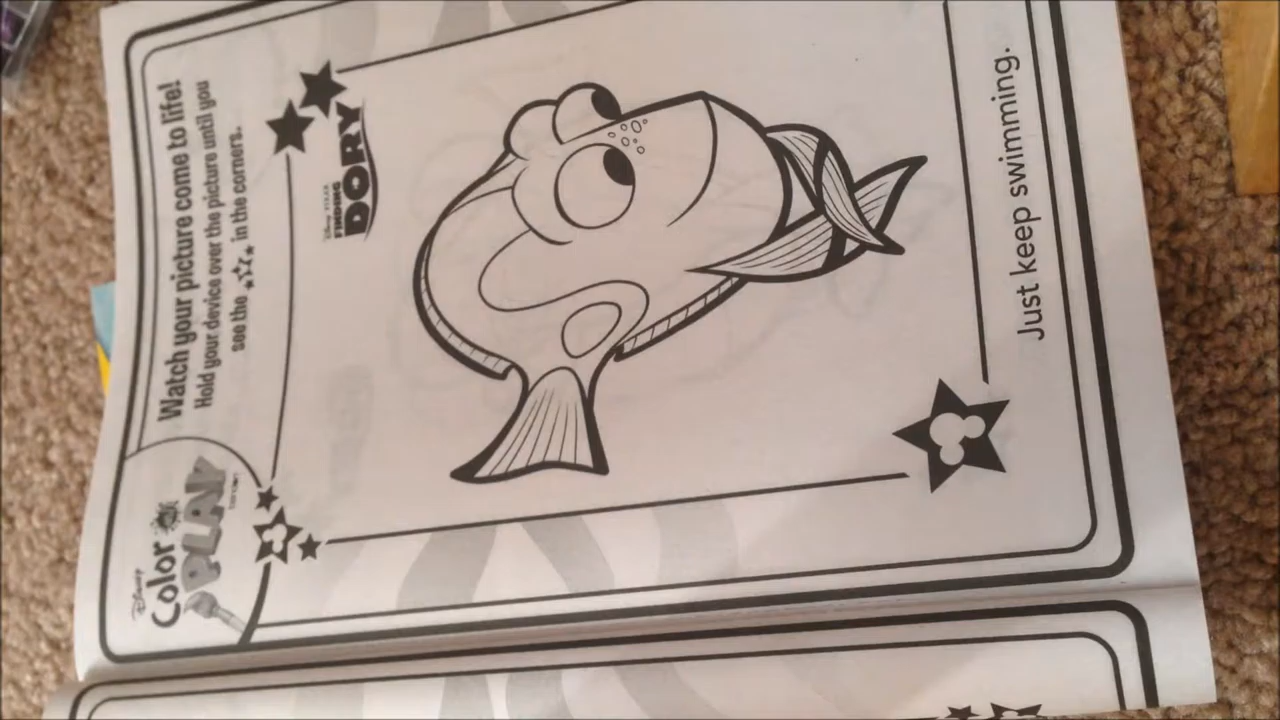 Disney
Color
PLAY
Watch your picture come to life!
Hold your device over the picture until you
see the in the corners.
DISNEY PIXAR
FINDING
DORY
Just keep swimming.